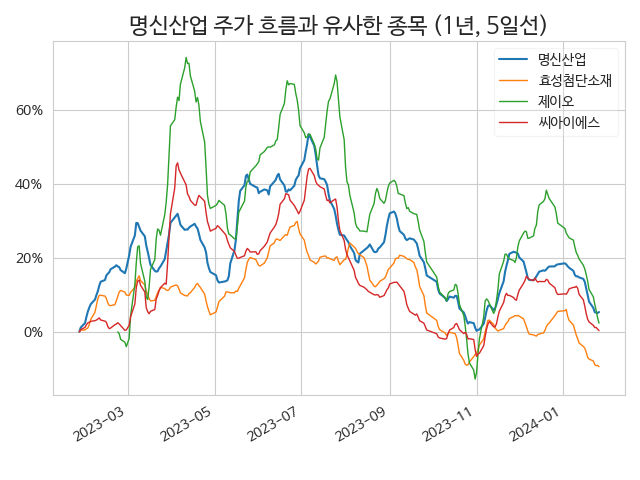 명신산업 주가 흐름과 유사한 종목 (1년, 5일선)
명신산업
효성첨단소재
제이오
씨아이에스
60%
40%
20%
0%
2023-03
2023-05
2023-07
2023-09
2023-11
2024-01